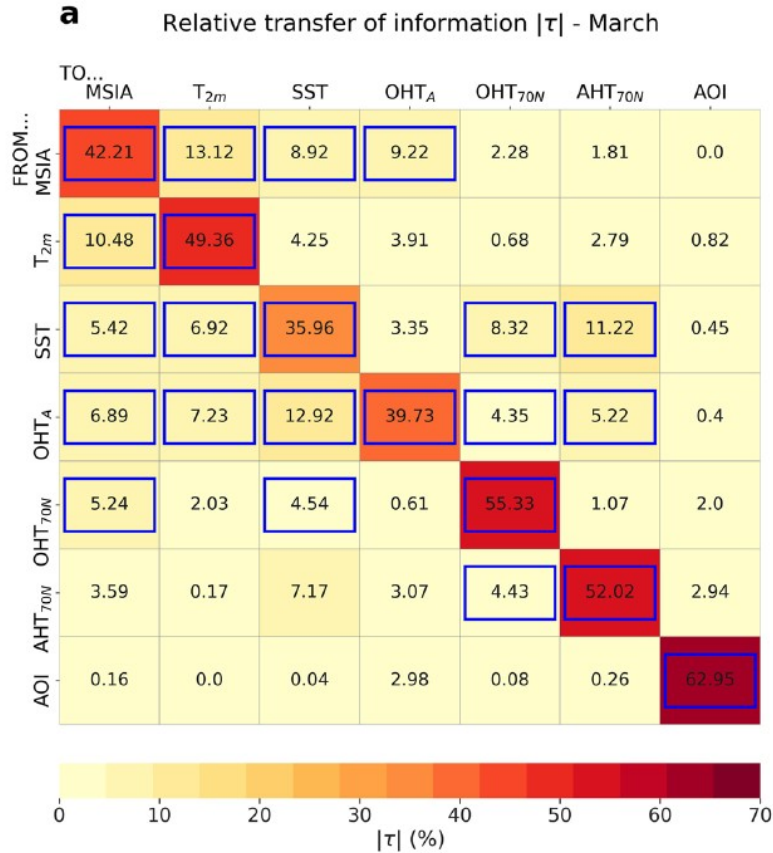 a
Relative transfer of information |τ| - March
TO...
MSIA T₂ₘ SST OHT_A OHT₇₀N AHT₇₀N AOI
FROM...
MSIA 42.21 13.12 8.92 9.22 2.28 1.81 0.0
T₂ₘ 10.48 49.36 4.25 3.91 0.68 2.79 0.82
SST 5.42 6.92 35.96 3.35 8.32 11.22 0.45
OHT_A 6.89 7.23 12.92 39.73 4.35 5.22 0.4
OHT₇₀N 5.24 2.03 4.54 0.61 55.33 1.07 2.0
AHT₇₀N 3.59 0.17 7.17 3.07 4.43 52.02 2.94
AOI 0.16 0.0 0.04 2.98 0.08 0.26 62.95
0 10 20 30 40 50 60 70
|τ| (%)